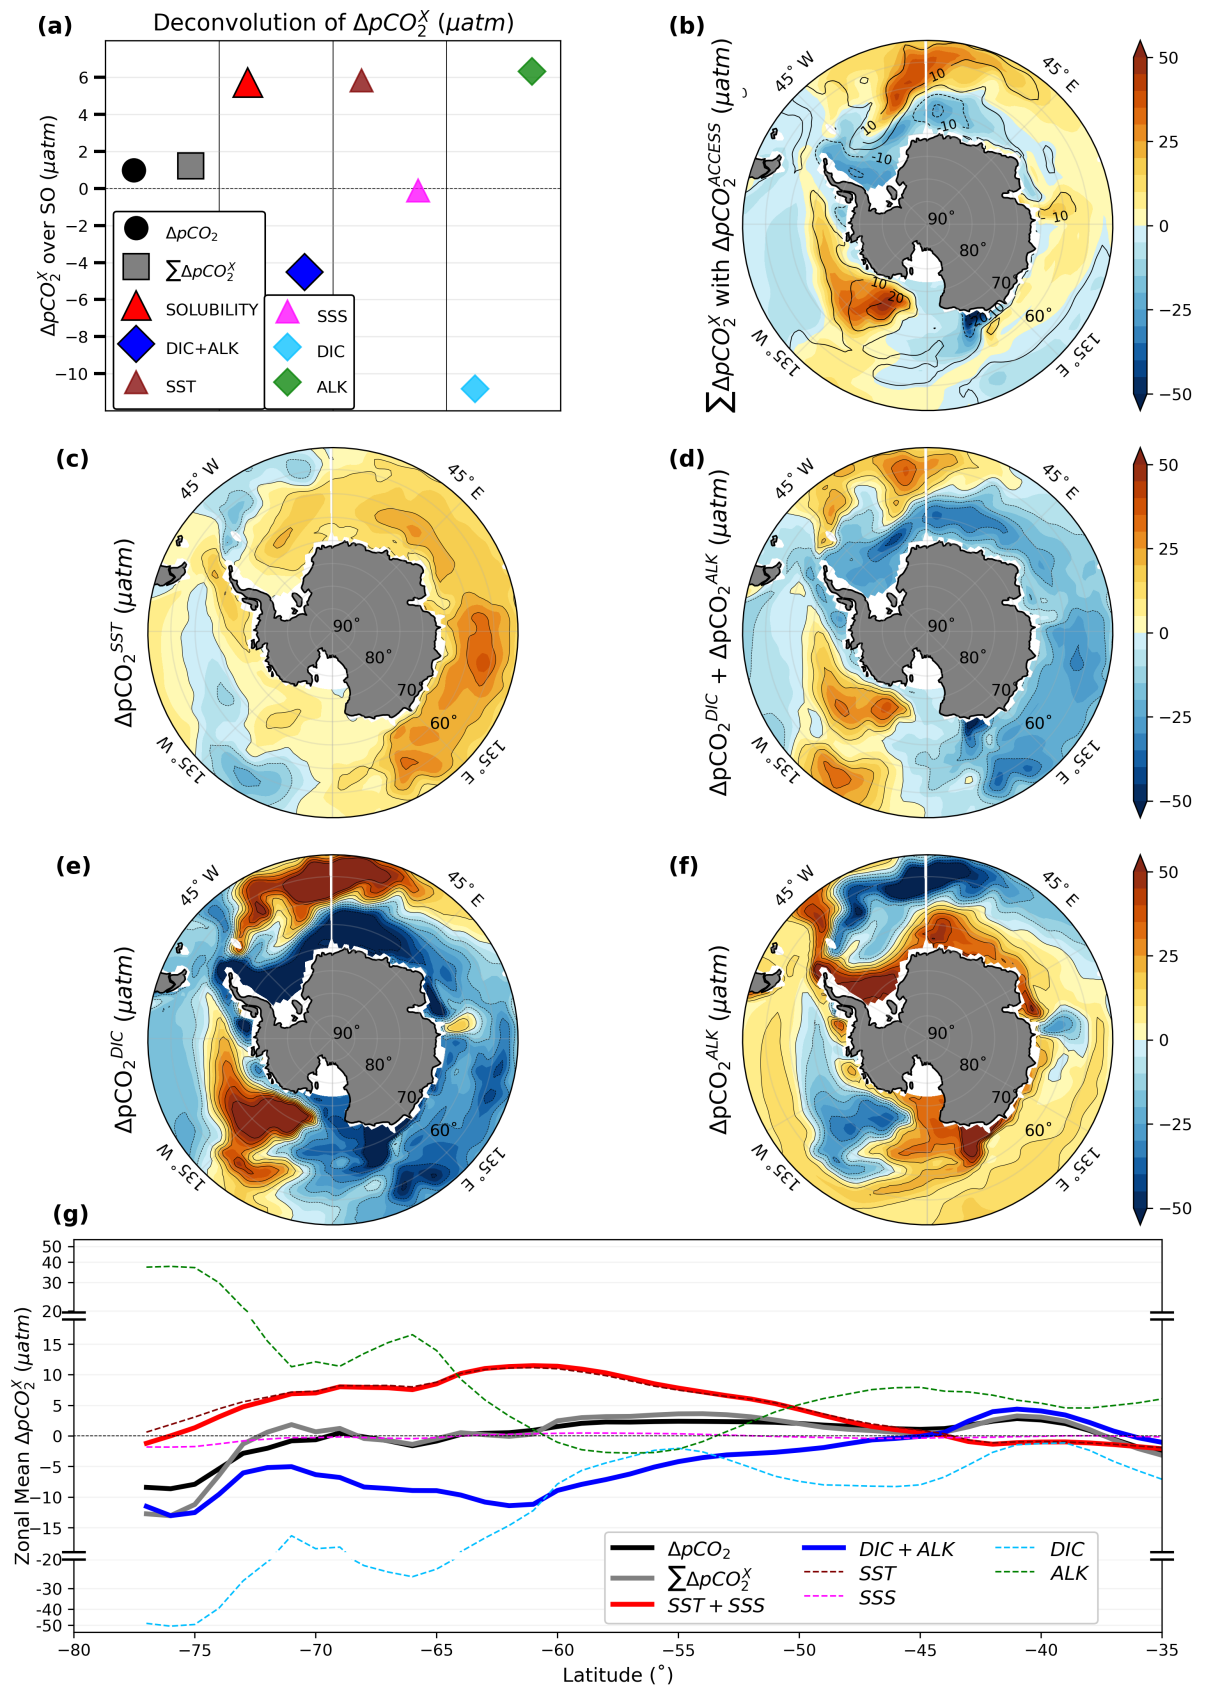 (a)
Deconvolution of ΔpCO₂ˣ (μatm)
ΔpCO₂ˣ over SO (μatm)
6
4
2
0
−2
−4
−6
−8
−10
ΔpCO₂
∑ΔpCO₂ˣ
SOLUBILITY
DIC+ALK
SST
SSS
DIC
ALK
(b)
∑ΔpCO₂ˣ with ΔpCO₂ᴬᶜᶜᴱˢˢ (μatm)
45° W
45° E
135° W
135° E
90°
80°
70°
60°
10
10
-10
-10
10
10
20
50
25
0
−25
−50
(c)
ΔpCO₂ˢˢᵀ (μatm)
45° W
45° E
135° W
135° E
90°
80°
70°
60°
(d)
ΔpCO₂ᴰᴵᶜ + ΔpCO₂ᴬᴸᴷ (μatm)
45° W
45° E
135° W
135° E
90°
80°
70°
60°
50
25
0
−25
−50
(e)
ΔpCO₂ᴰᴵᶜ (μatm)
45° W
45° E
135° W
135° E
90°
80°
70°
60°
(f)
ΔpCO₂ᴬᴸᴷ (μatm)
45° W
45° E
135° W
135° E
90°
80°
70°
60°
50
25
0
−25
−50
(g)
Zonal Mean ΔpCO₂ˣ (μatm)
50
40
30
20
15
10
5
0
−5
−10
−15
-20
-30
-40
-50
ΔpCO₂
∑ΔpCO₂ˣ
SST + SSS
DIC + ALK
SST
SSS
DIC
ALK
−80
−75
−70
−65
−60
−55
−50
−45
−40
−35
Latitude (°)